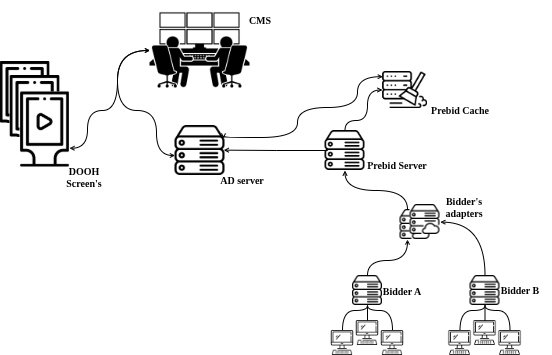 CMS
Prebid Cache
DOOH
Screen's
AD server
Prebid Server
Bidder's
adapters
Bidder A
Bidder B